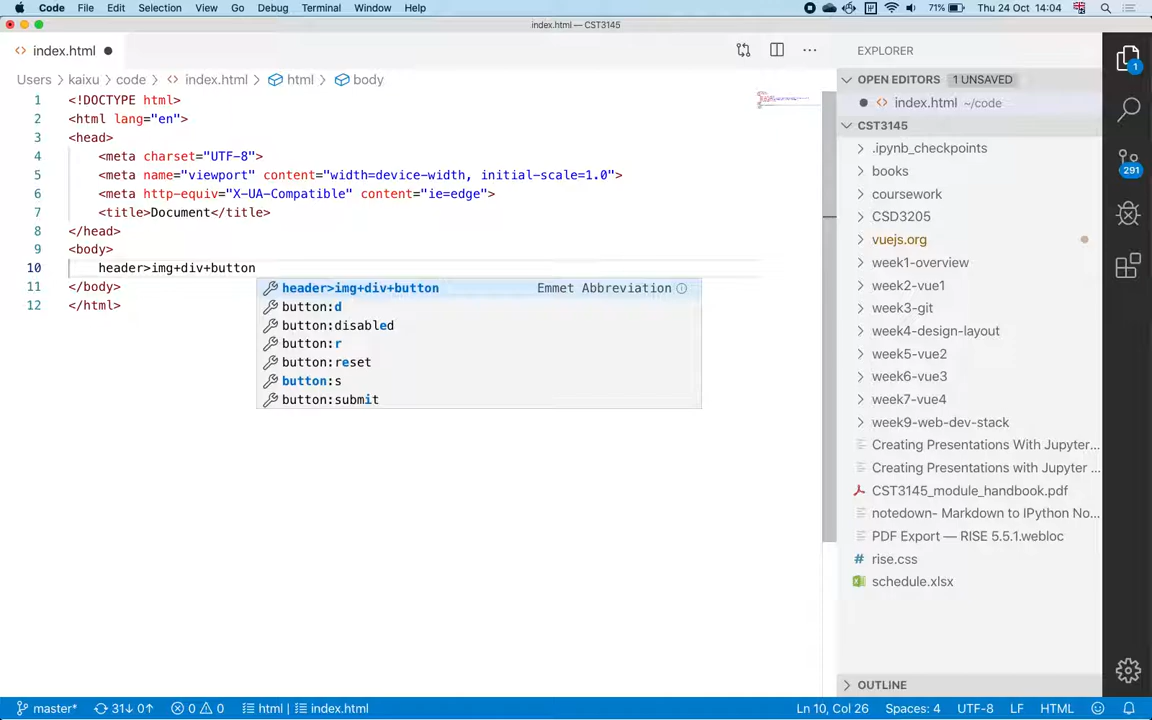 Code File Edit Selection View Go Debug Terminal Window Help 71% Thu 24 Oct 14:04
index.html — CST3145
index.html
Users > kaixu > code > index.html > html > body
1 <!DOCTYPE html>
2 <html lang="en">
3 <head>
4 <meta charset="UTF-8">
5 <meta name="viewport" content="width=device-width, initial-scale=1.0">
6 <meta http-equiv="X-UA-Compatible" content="ie=edge">
7 <title>Document</title>
8 </head>
9 <body>
10 header>img+div+button
11 </body>
12 </html>
header>img+div+button Emmet Abbreviation
button:d
button:disabled
button:r
button:reset
button:s
button:submit
EXPLORER
OPEN EDITORS 1 UNSAVED
index.html ~/code
CST3145
.ipynb_checkpoints
books
coursework
CSD3205
vuejs.org
week1-overview
week2-vue1
week3-git
week4-design-layout
week5-vue2
week6-vue3
week7-vue4
week9-web-dev-stack
Creating Presentations With Jupyter...
Creating Presentations with Jupyter ...
CST3145_module_handbook.pdf
notedown- Markdown to IPython No...
PDF Export — RISE 5.5.1.webloc
rise.css
schedule.xlsx
OUTLINE
1
291
master* 31↓ 0↑ 0 0 html index.html Ln 10, Col 26 Spaces: 4 UTF-8 LF HTML